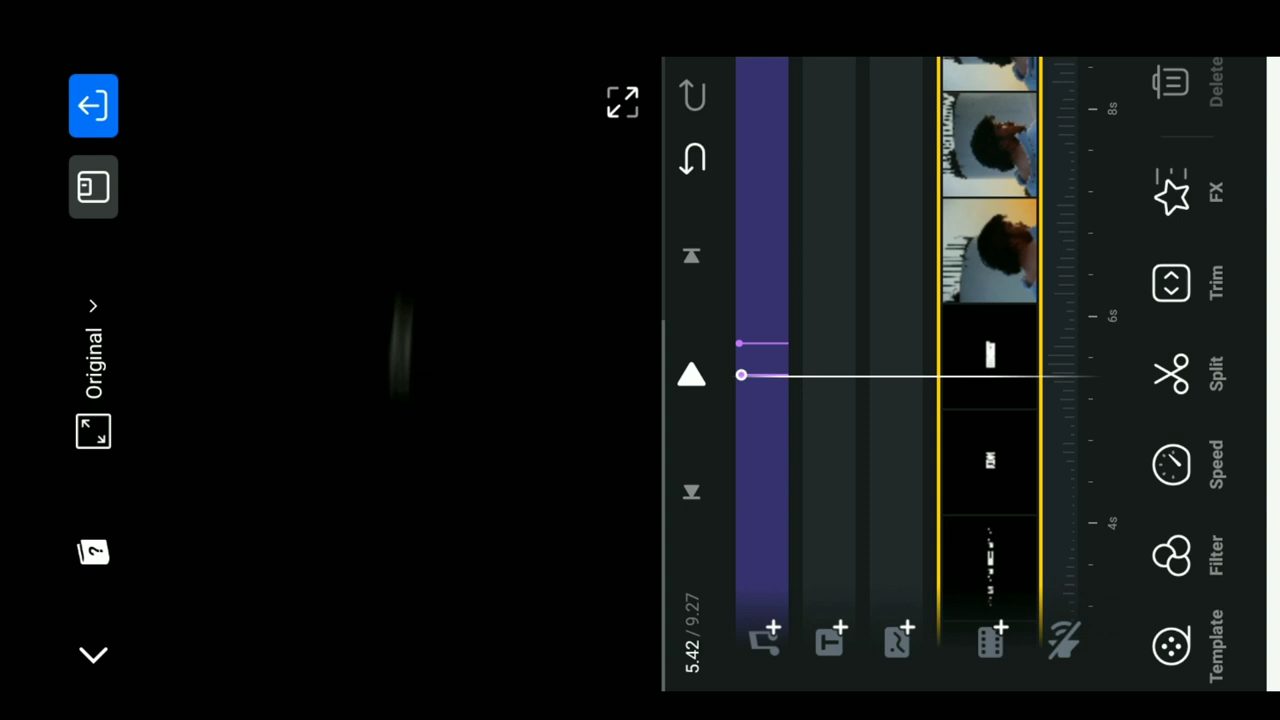 Original
?
5.42 / 9.27
T
4s
6s
8s
Template
Filter
Speed
Split
Trim
FX
Delete